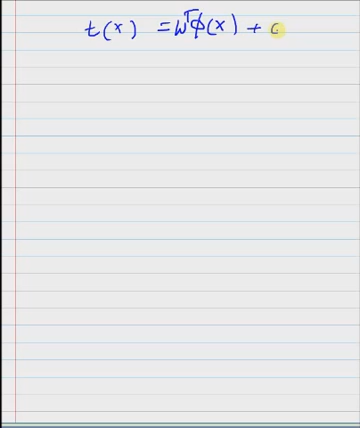 t(x) = wᵀϕ(x) +